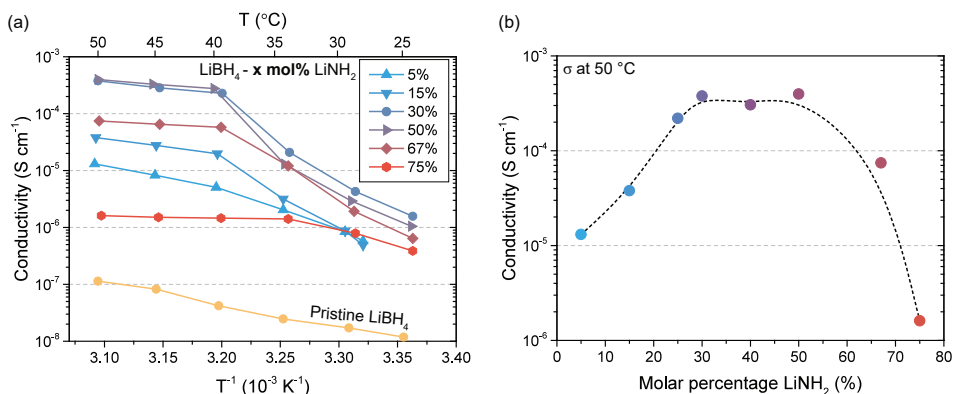 (a)
T (°C)
50 45 40 35 30 25
LiBH4 - x mol% LiNH2
5%
15%
30%
50%
67%
75%
Pristine LiBH4
Conductivity (S cm-1)
10-3
10-4
10-5
10-6
10-7
10-8
3.10 3.15 3.20 3.25 3.30 3.35 3.40
T-1 (10-3 K-1)
(b)
σ at 50 °C
Conductivity (S cm-1)
10-3
10-4
10-5
10-6
0 10 20 30 40 50 60 70 80
Molar percentage LiNH2 (%)